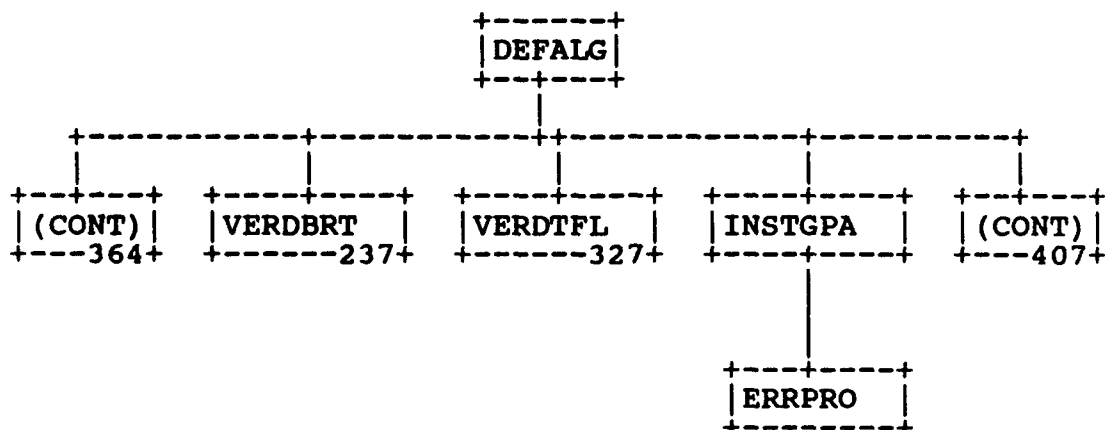 DEFALG
(CONT) VERDBRT VERDTFL INSTGPA (CONT)
364 237 327 407
ERRPRO